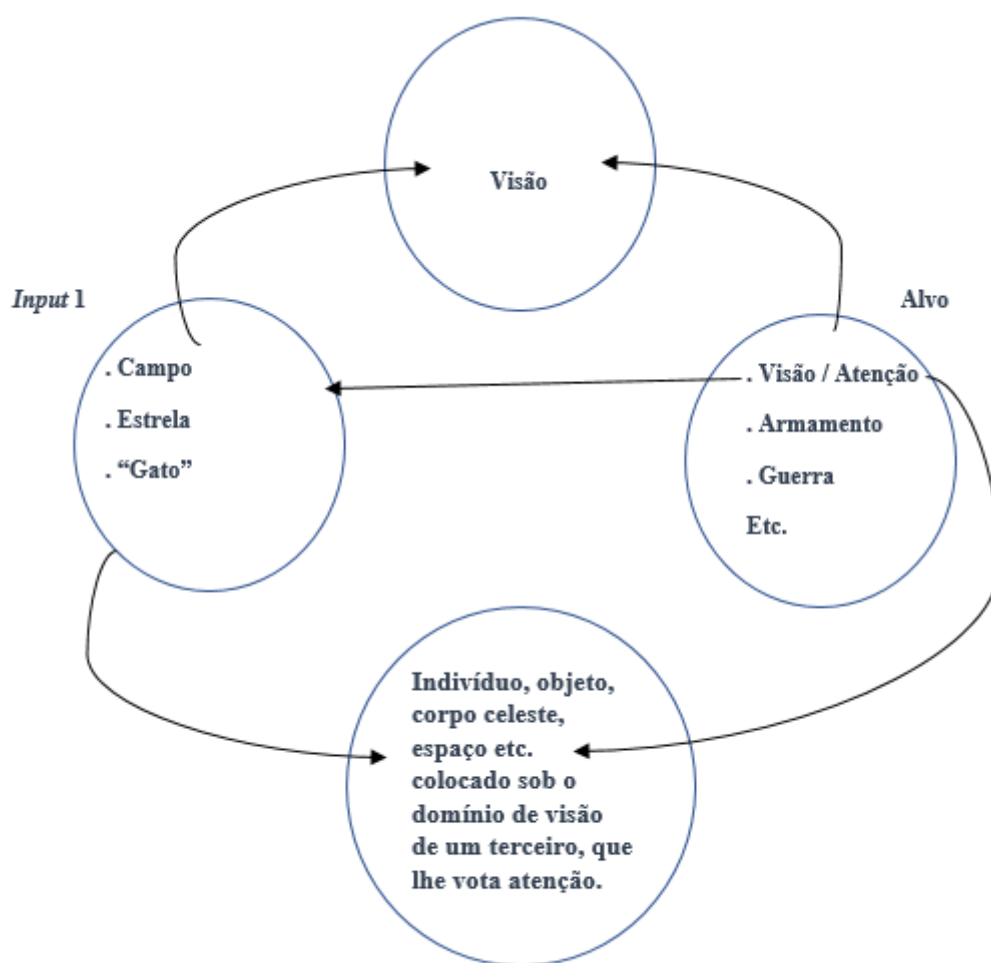 Visão
Input 1
Alvo
. Campo
. Estrela
. “Gato”
. Visão / Atenção
. Armamento
. Guerra
Etc.
Indivíduo, objeto,
corpo celeste,
espaço etc.
colocado sob o
domínio de visão
de um terceiro, que
lhe vota atenção.